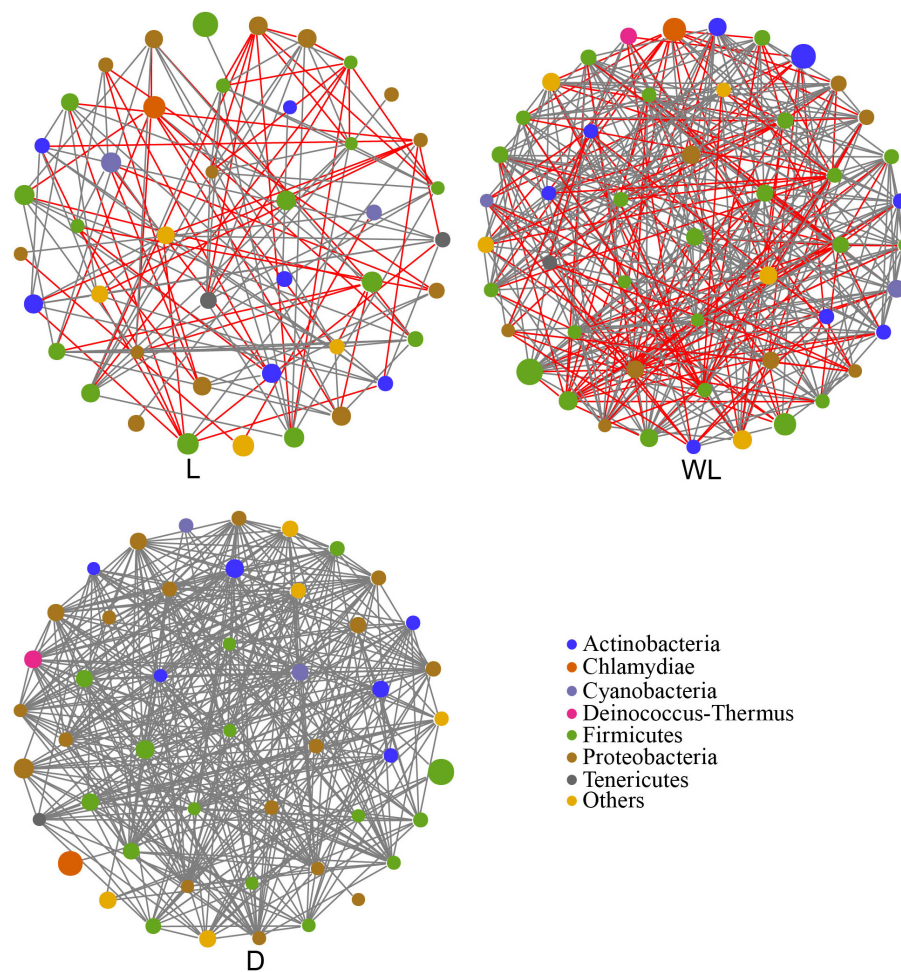 L
WL
D
Actinobacteria
Chlamydiae
Cyanobacteria
Deinococcus-Thermus
Firmicutes
Proteobacteria
Tenericutes
Others